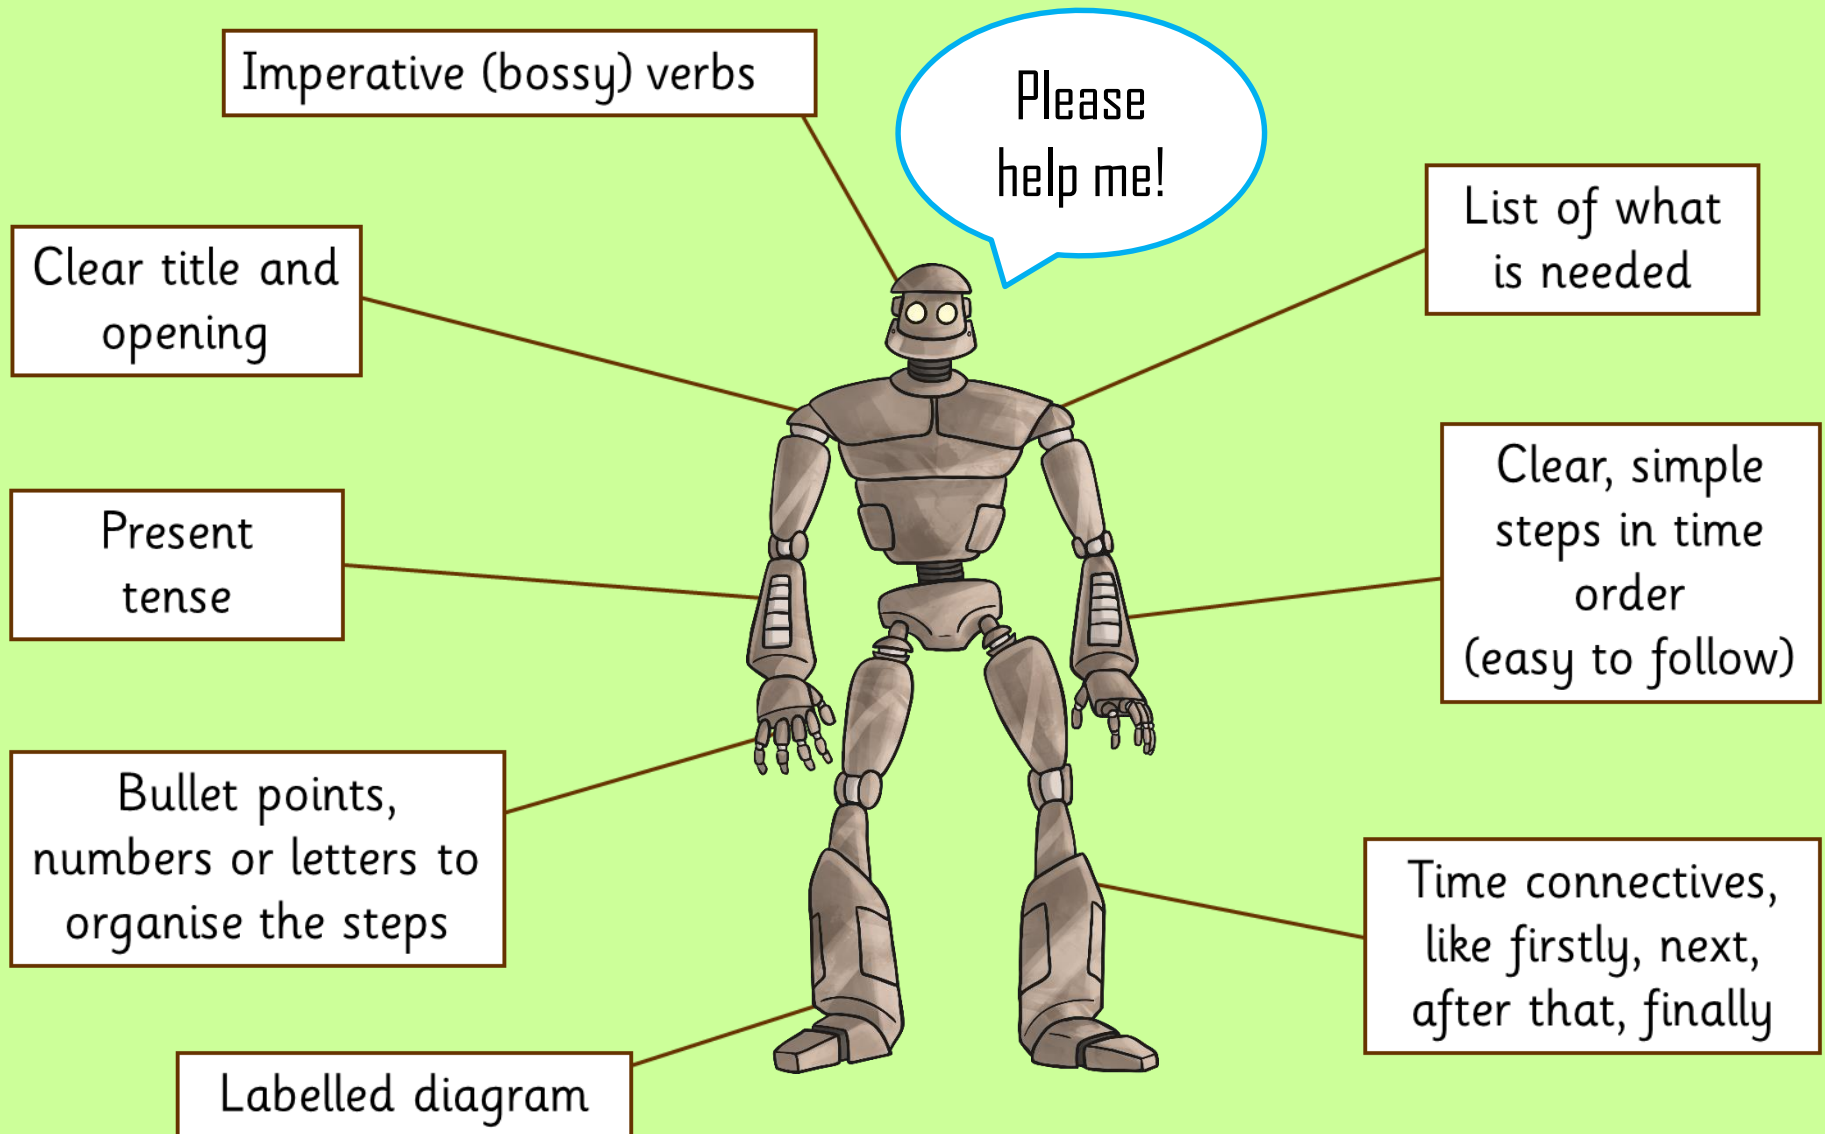 Imperative (bossy) verbs
Please
help me!
List of what
is needed
Clear title and
opening
Clear, simple
steps in time
order
(easy to follow)
Present
tense
Bullet points,
numbers or letters to
organise the steps
Time connectives,
like firstly, next,
after that, finally
Labelled diagram